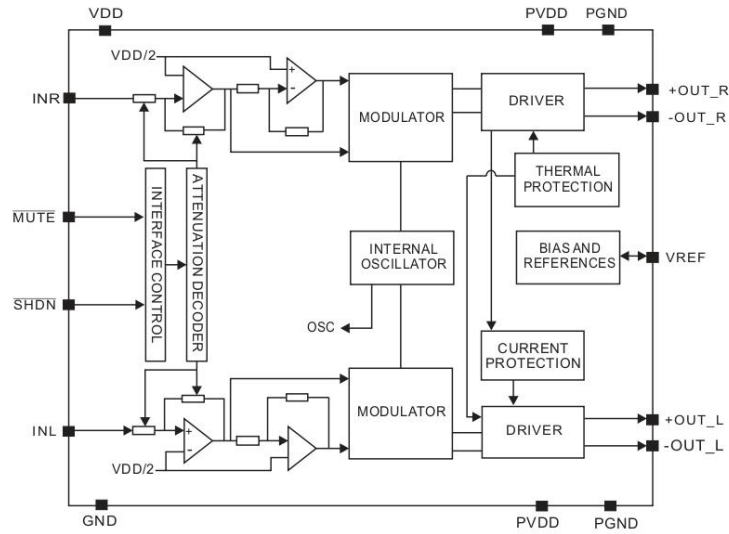 VDD
PVDD
PGND
VDD/2
+
-
INR
MODULATOR
DRIVER
+OUT_R
-OUT_R
THERMAL
PROTECTION
MUTE
INTERFACE CONTROL
ATTENUATION DECODER
INTERNAL
OSCILLATOR
BIAS AND
REFERENCES
VREF
SHDN
OSC
CURRENT
PROTECTION
MODULATOR
DRIVER
+OUT_L
-OUT_L
INL
+
-
VDD/2
GND
PVDD
PGND